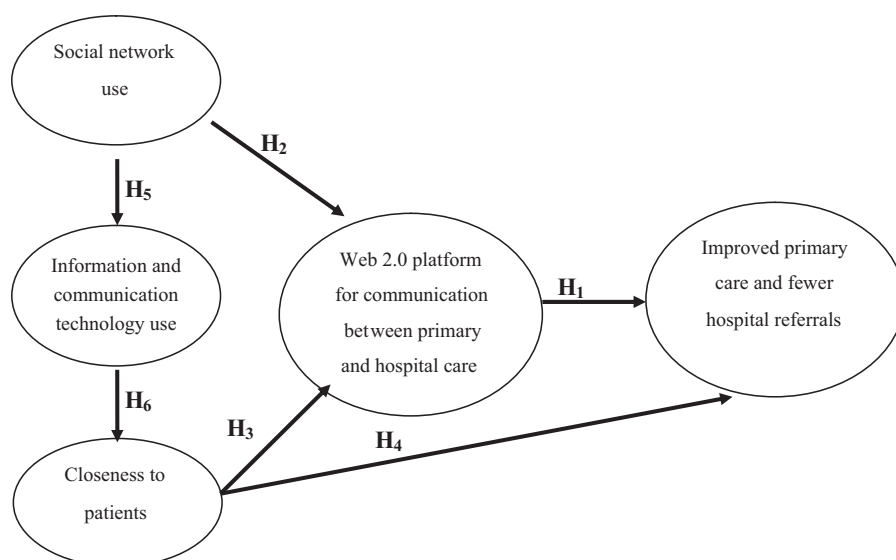 Social network
use
H₂
H₅
Information and
communication
technology use
Web 2.0 platform
for communication
between primary
and hospital care
H₁
Improved primary
care and fewer
hospital referrals
H₆
H₃
H₄
Closeness to
patients